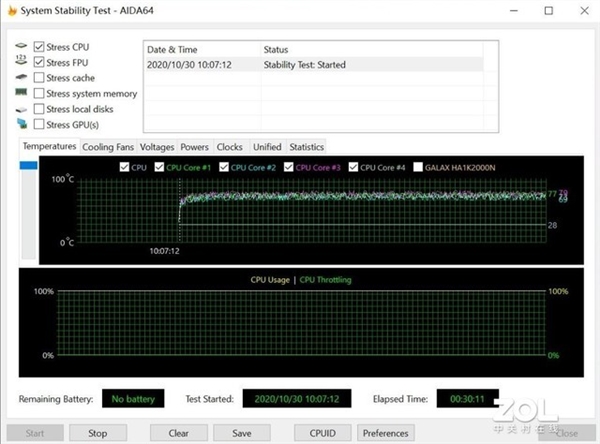 System Stability Test - AIDA64
Stress CPU
123
Stress FPU
Stress cache
Stress system memory
Stress local disks
Stress GPU(s)
Date & Time Status
2020/10/30 10:07:12 Stability Test: Started
Temperatures Cooling Fans Voltages Powers Clocks Unified Statistics
CPU CPU Core #1 CPU Core #2 CPU Core #3 CPU Core #4 GALAX HA1K2000N
100°C
77 79
69
28
0°C
10:07:12
CPU Usage | CPU Throttling
100% 100%
0% 0%
Remaining Battery: No battery Test Started: 2020/10/30 10:07:12 Elapsed Time: 00:30:11
Start Stop Clear Save CPUID Preferences Close
ZOL
中关村在线